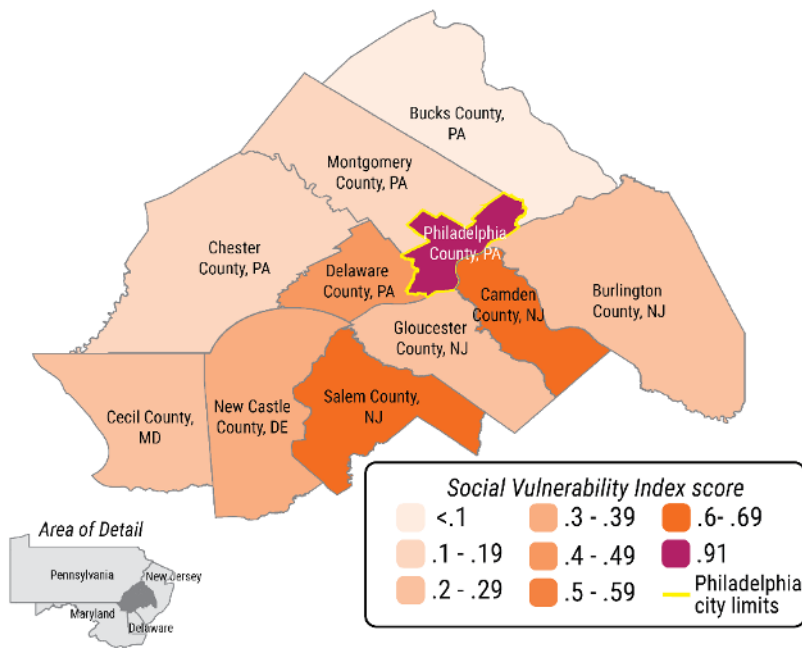 Bucks County,
PA
Montgomery
County, PA
Philadelphia
County, PA
Chester
County, PA
Delaware
County, PA
Camden
County, NJ
Burlington
County, NJ
Gloucester
County, NJ
Cecil County,
MD
New Castle
County, DE
Salem County,
NJ
Social Vulnerability Index score
<.1
.1 - .19
.2 - .29
.3 - .39
.4 - .49
.5 - .59
.6- .69
.91
Philadelphia
city limits
Area of Detail
Pennsylvania
New Jersey
Maryland
Delaware